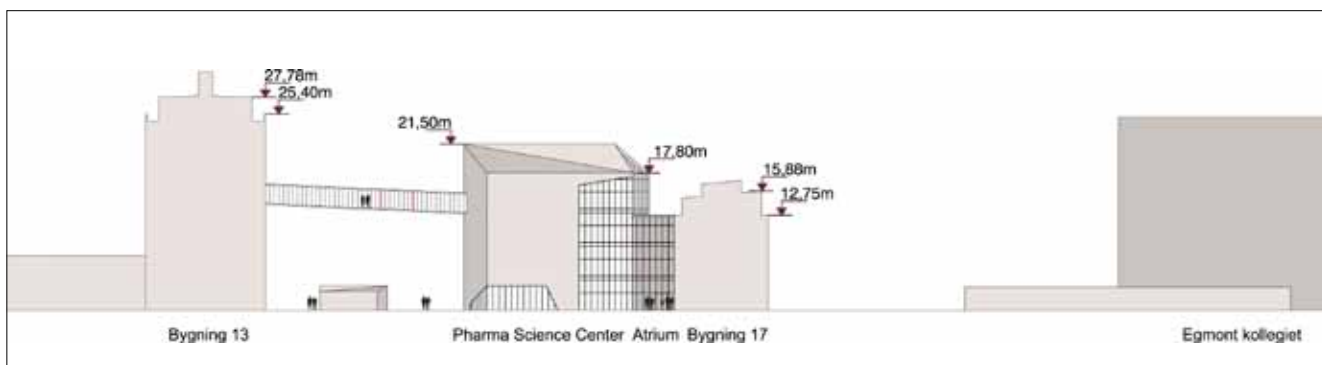 27,78m
25,40m
21,50m
17,80m
15,88m
12,75m
Bygning 13
Pharma Science Center Atrium Bygning 17
Egmont kollegiet